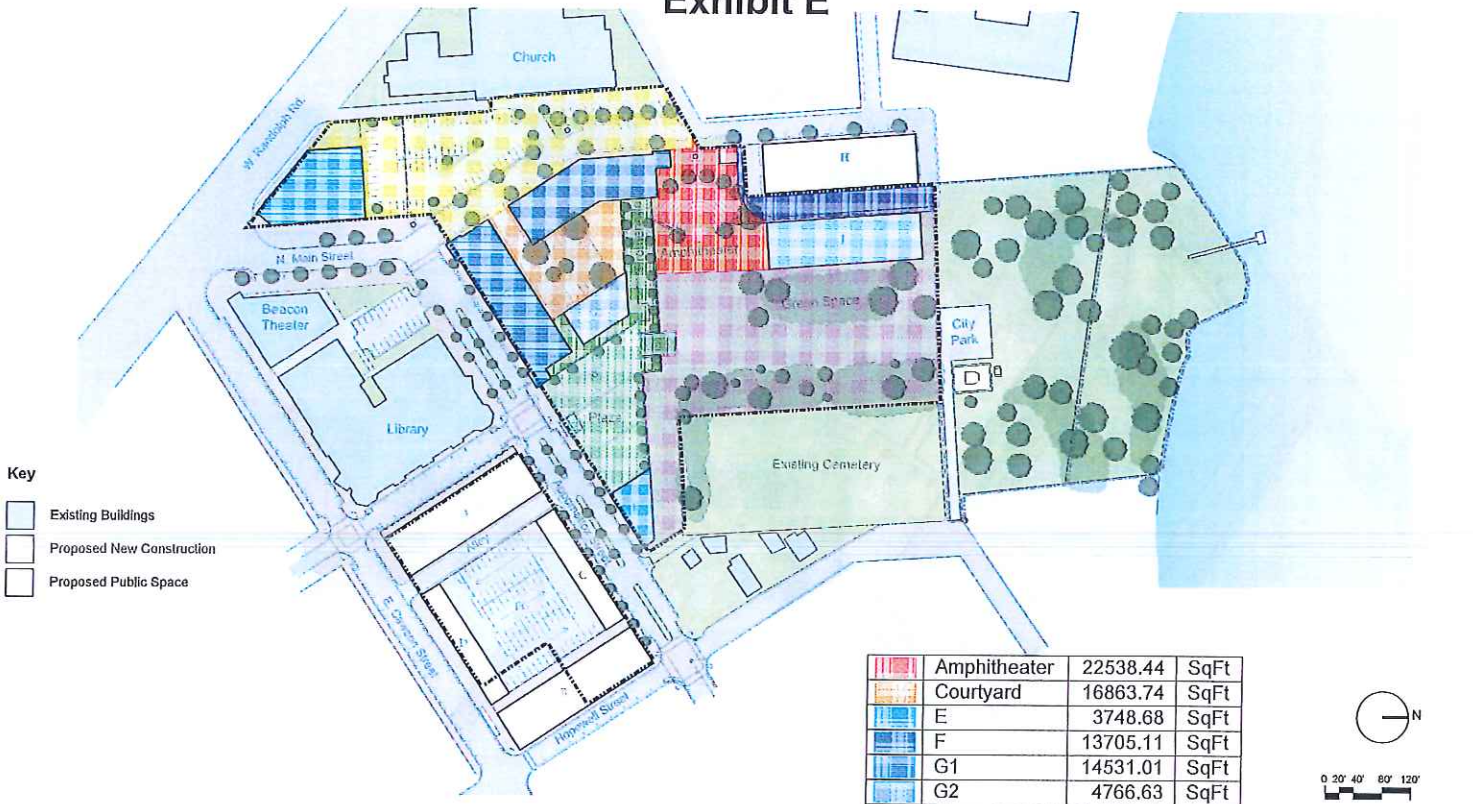 Exhibit E
Church
W Randolph Rd.
H
Amphitheater
I
N. Main Street
Green Space
Beacon
Theater
City
Park
Plaza
Library
Existing Cemetery
Key
Existing Buildings
Proposed New Construction
Proposed Public Space
Alley
C
Hopewell Street
Amphitheater 22538.44 SqFt
Courtyard 16863.74 SqFt
E 3748.68 SqFt
F 13705.11 SqFt
G1 14531.01 SqFt
G2 4766.63 SqFt
N
0 20' 40' 80' 120'